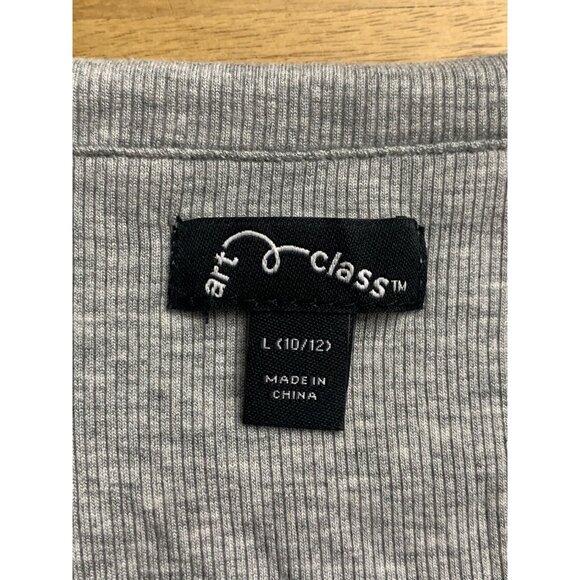 art class™
L (10/12)
MADE IN
CHINA